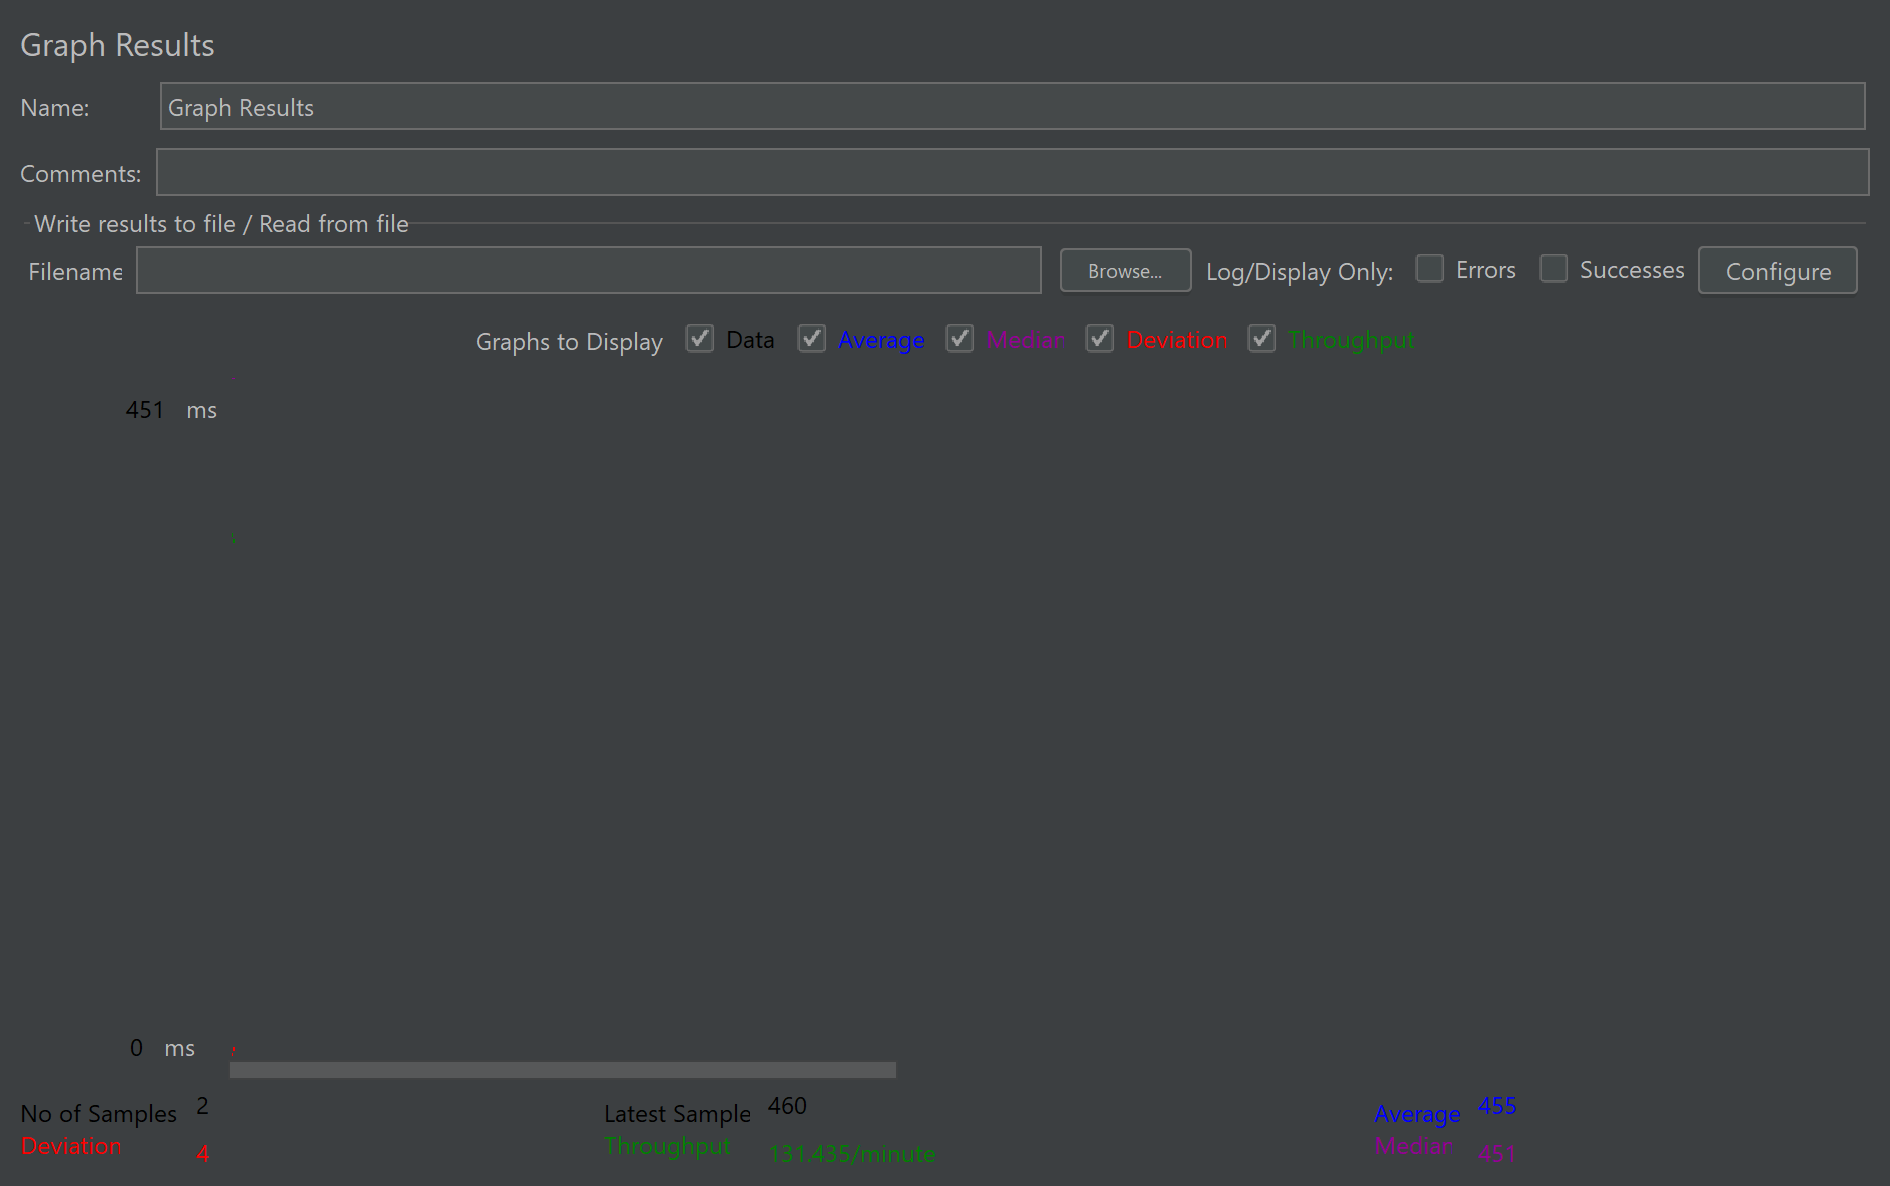 Graph Results
Name: Graph Results
Comments:
Write results to file / Read from file
Filename Browse... Log/Display Only: Errors Successes Configure
Graphs to Display Data Average Median Deviation Throughput
451 ms
0 ms
No of Samples 2 Latest Sample 460 Average 455
Deviation 4 Throughput 131.435/minute Median 451